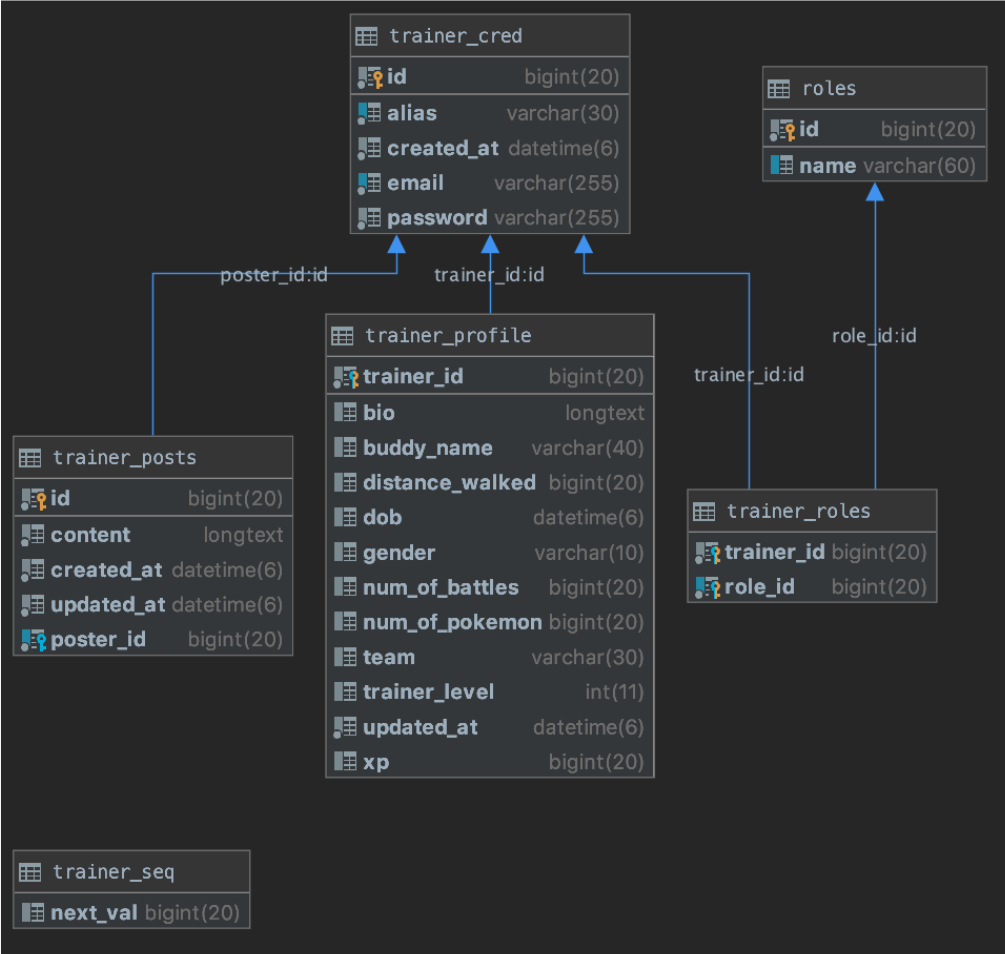 trainer_cred
id bigint(20)
alias varchar(30)
created_at datetime(6)
email varchar(255)
password varchar(255)
roles
id bigint(20)
name varchar(60)
poster_id:id
trainer_id:id
role_id:id
trainer_id:id
trainer_profile
trainer_id bigint(20)
bio longtext
buddy_name varchar(40)
distance_walked bigint(20)
dob datetime(6)
gender varchar(10)
num_of_battles bigint(20)
num_of_pokemon bigint(20)
team varchar(30)
trainer_level int(11)
updated_at datetime(6)
xp bigint(20)
trainer_posts
id bigint(20)
content longtext
created_at datetime(6)
updated_at datetime(6)
poster_id bigint(20)
trainer_roles
trainer_id bigint(20)
role_id bigint(20)
trainer_seq
next_val bigint(20)